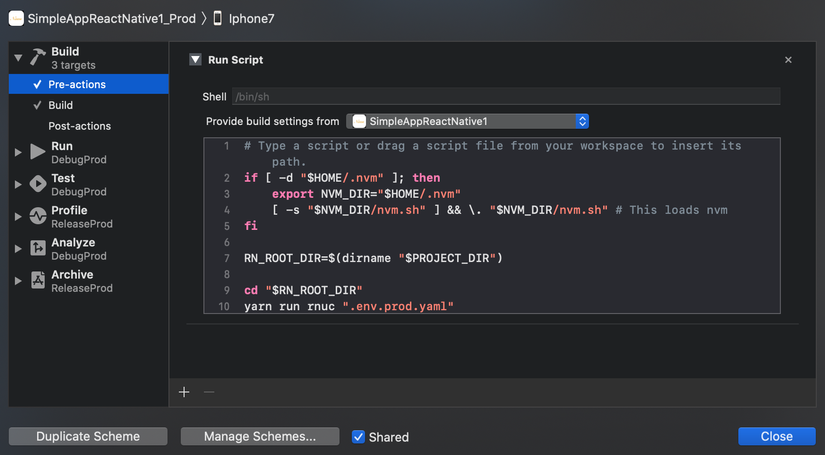 SimpleAppReactNative1_Prod 〉 Iphone7
Build
3 targets
Pre-actions
Build
Post-actions
Run
DebugProd
Test
DebugProd
Profile
ReleaseProd
Analyze
DebugProd
Archive
ReleaseProd
Run Script
Shell /bin/sh
Provide build settings from SimpleAppReactNative1
1 # Type a script or drag a script file from your workspace to insert its
path.
2 if [ -d "$HOME/.nvm" ]; then
3 export NVM_DIR="$HOME/.nvm"
4 [ -s "$NVM_DIR/nvm.sh" ] && \. "$NVM_DIR/nvm.sh" # This loads nvm
5 fi
6
7 RN_ROOT_DIR=$(dirname "$PROJECT_DIR")
8
9 cd "$RN_ROOT_DIR"
10 yarn run rnuc ".env.prod.yaml"
Duplicate Scheme
Manage Schemes...
Shared
Close